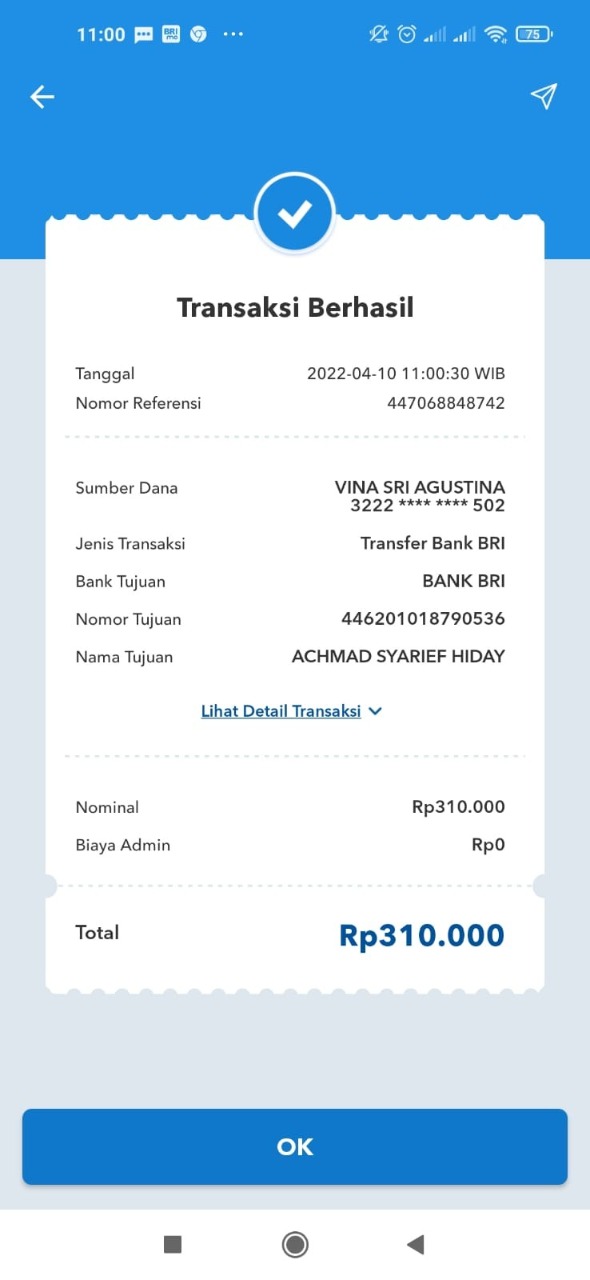 11:00 BRI mo ... 75
Transaksi Berhasil
Tanggal 2022-04-10 11:00:30 WIB
Nomor Referensi 447068848742
Sumber Dana VINA SRI AGUSTINA
3222 **** **** 502
Jenis Transaksi Transfer Bank BRI
Bank Tujuan BANK BRI
Nomor Tujuan 446201018790536
Nama Tujuan ACHMAD SYARIEF HIDAY
Lihat Detail Transaksi
Nominal Rp310.000
Biaya Admin Rp0
Total Rp310.000
OK